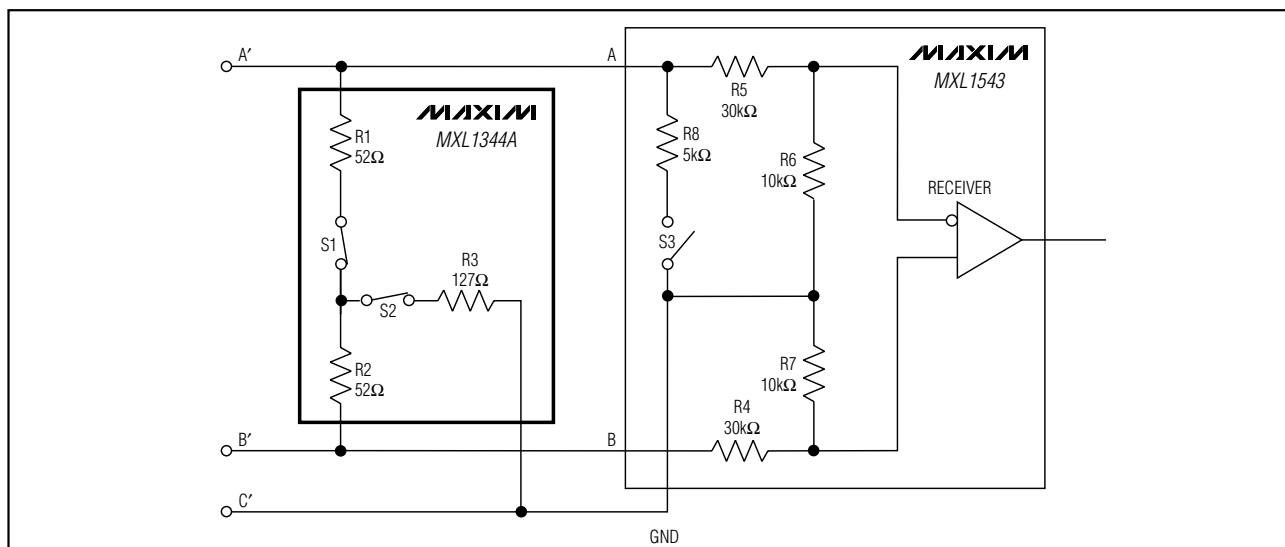 A′
A
MAXIM
MXL1543
R5
30kΩ
MAXIM
MXL1344A
R1
52Ω
R8
5kΩ
R6
10kΩ
RECEIVER
S1
S3
R3
127Ω
S2
R2
52Ω
R7
10kΩ
R4
30kΩ
B′
B
C′
GND